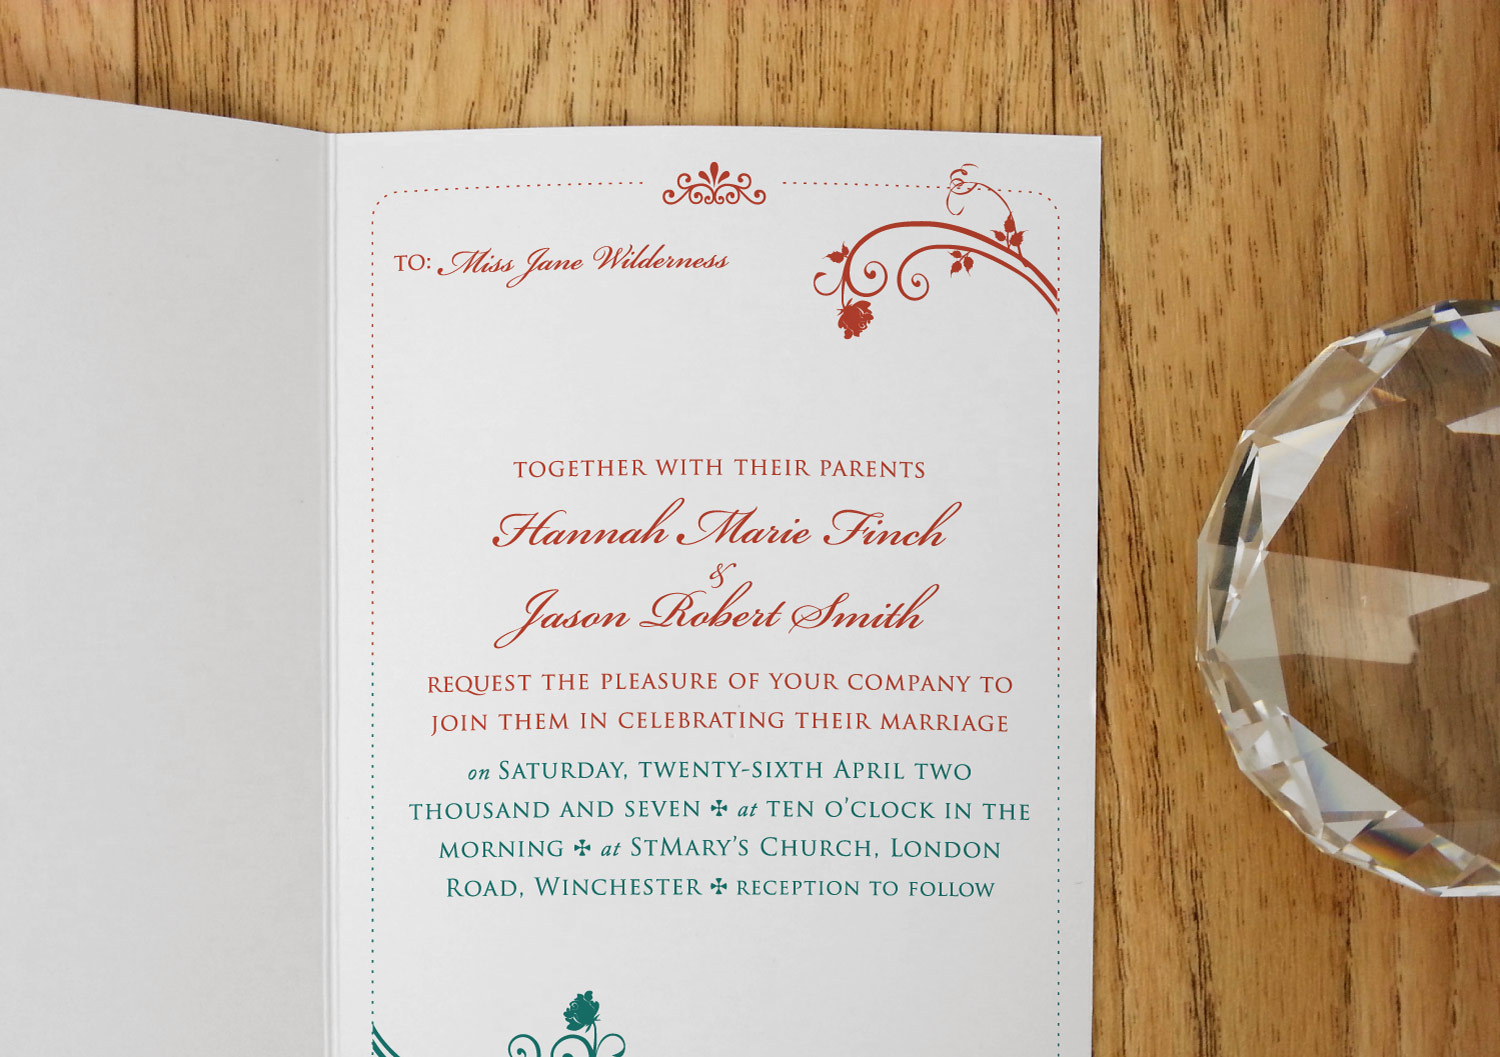 TO: Miss Jane Wilderness
TOGETHER WITH THEIR PARENTS
Hannah Marie Finch
&
Jason Robert Smith
REQUEST THE PLEASURE OF YOUR COMPANY TO
JOIN THEM IN CELEBRATING THEIR MARRIAGE
on SATURDAY, TWENTY-SIXTH APRIL TWO
THOUSAND AND SEVEN ✠ at TEN O'CLOCK IN THE
MORNING ✠ at STMARY'S CHURCH, LONDON
ROAD, WINCHESTER ✠ RECEPTION TO FOLLOW